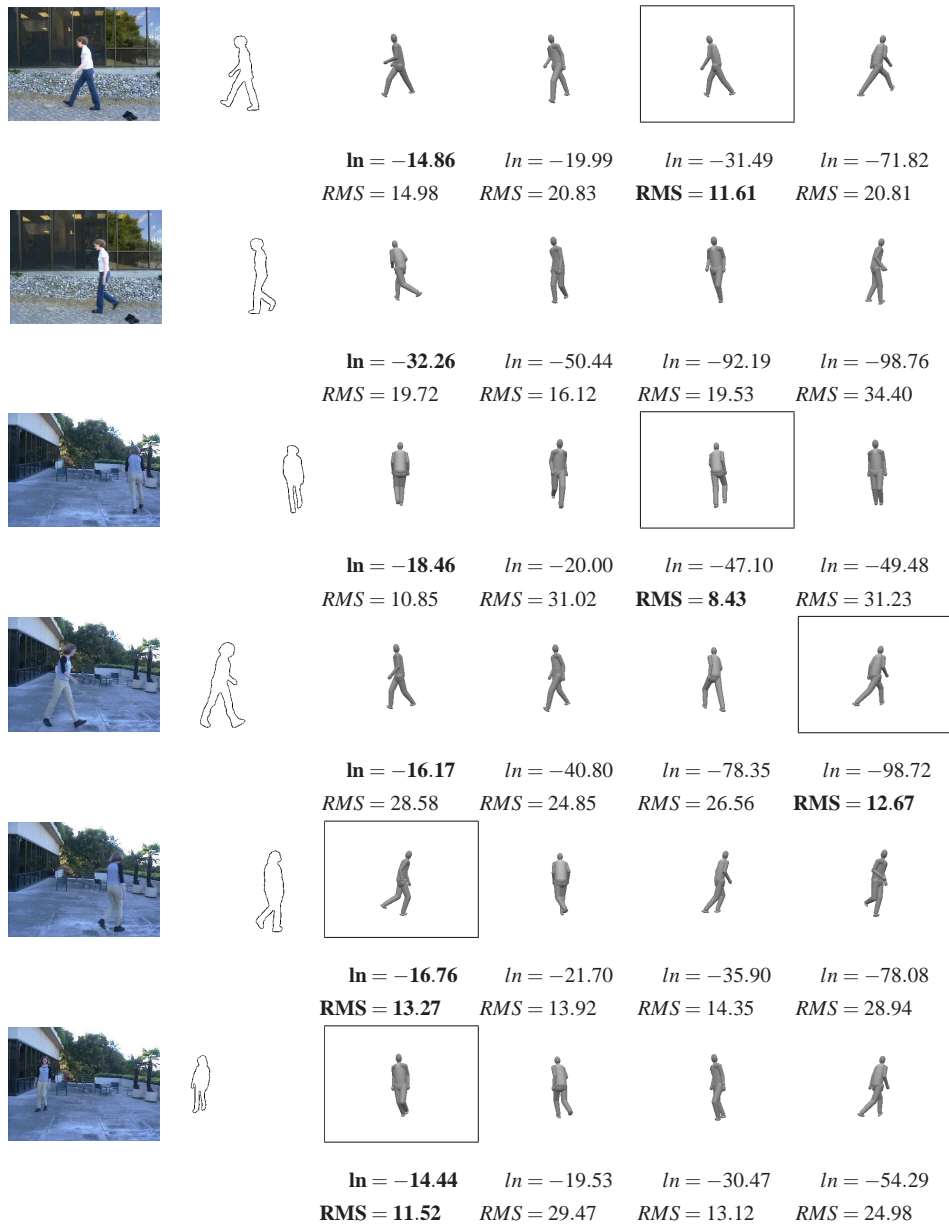 ln = −14.86 ln = −19.99 ln = −31.49 ln = −71.82
RMS = 14.98 RMS = 20.83 RMS = 11.61 RMS = 20.81
ln = −32.26 ln = −50.44 ln = −92.19 ln = −98.76
RMS = 19.72 RMS = 16.12 RMS = 19.53 RMS = 34.40
ln = −18.46 ln = −20.00 ln = −47.10 ln = −49.48
RMS = 10.85 RMS = 31.02 RMS = 8.43 RMS = 31.23
ln = −16.17 ln = −40.80 ln = −78.35 ln = −98.72
RMS = 28.58 RMS = 24.85 RMS = 26.56 RMS = 12.67
ln = −16.76 ln = −21.70 ln = −35.90 ln = −78.08
RMS = 13.27 RMS = 13.92 RMS = 14.35 RMS = 28.94
ln = −14.44 ln = −19.53 ln = −30.47 ln = −54.29
RMS = 11.52 RMS = 29.47 RMS = 13.12 RMS = 24.98